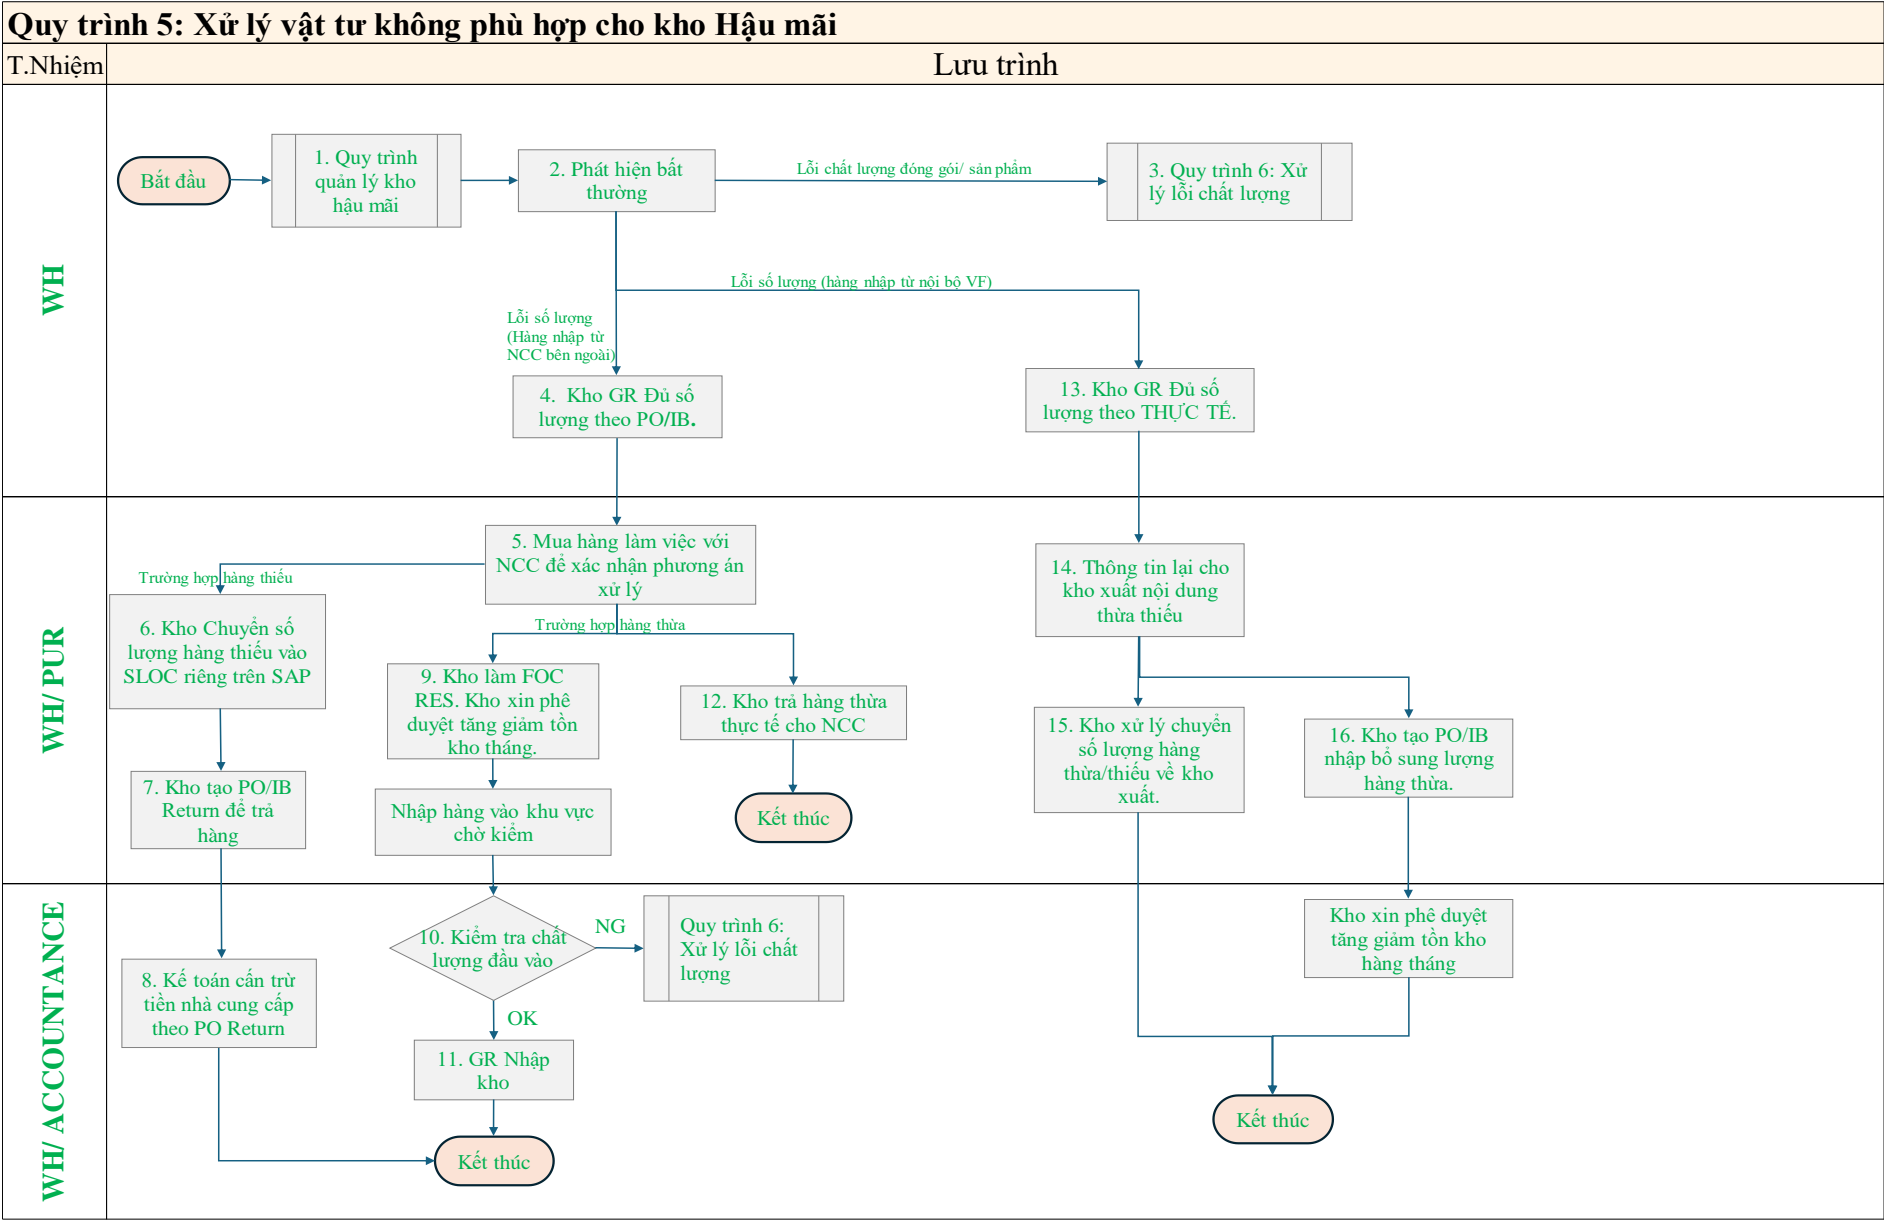 Quy trình 5: Xử lý vật tư không phù hợp cho kho Hậu mãi
T.Nhiệm
Lưu trình
WH
Bắt đầu
1. Quy trình
quản lý kho
hậu mãi
2. Phát hiện bất
thường
Lỗi chất lượng đóng gói/ sản phẩm
3. Quy trình 6: Xử
lý lỗi chất lượng
Lỗi số lượng (hàng nhập từ nội bộ VF)
Lỗi số lượng
(Hàng nhập từ
NCC bên ngoài)
4. Kho GR Đủ số
lượng theo PO/IB.
13. Kho GR Đủ số
lượng theo THỰC TẾ.
WH/ PUR
5. Mua hàng làm việc với
NCC để xác nhận phương án
xử lý
Trường hợp hàng thiếu
6. Kho Chuyển số
lượng hàng thiếu vào
SLOC riêng trên SAP
7. Kho tạo PO/IB
Return để trả
hàng
Trường hợp hàng thừa
9. Kho làm FOC
RES. Kho xin phê
duyệt tăng giảm tồn
kho tháng.
Nhập hàng vào khu vực
chờ kiểm
12. Kho trả hàng thừa
thực tế cho NCC
Kết thúc
14. Thông tin lại cho
kho xuất nội dung
thừa thiếu
15. Kho xử lý chuyển
số lượng hàng
thừa/thiếu về kho
xuất.
16. Kho tạo PO/IB
nhập bổ sung lượng
hàng thừa.
WH/ ACCOUNTANCE
8. Kế toán cấn trừ
tiền nhà cung cấp
theo PO Return
10. Kiểm tra chất
lượng đầu vào
NG
Quy trình 6:
Xử lý lỗi chất
lượng
OK
11. GR Nhập
kho
Kết thúc
Kho xin phê duyệt
tăng giảm tồn kho
hàng tháng
Kết thúc